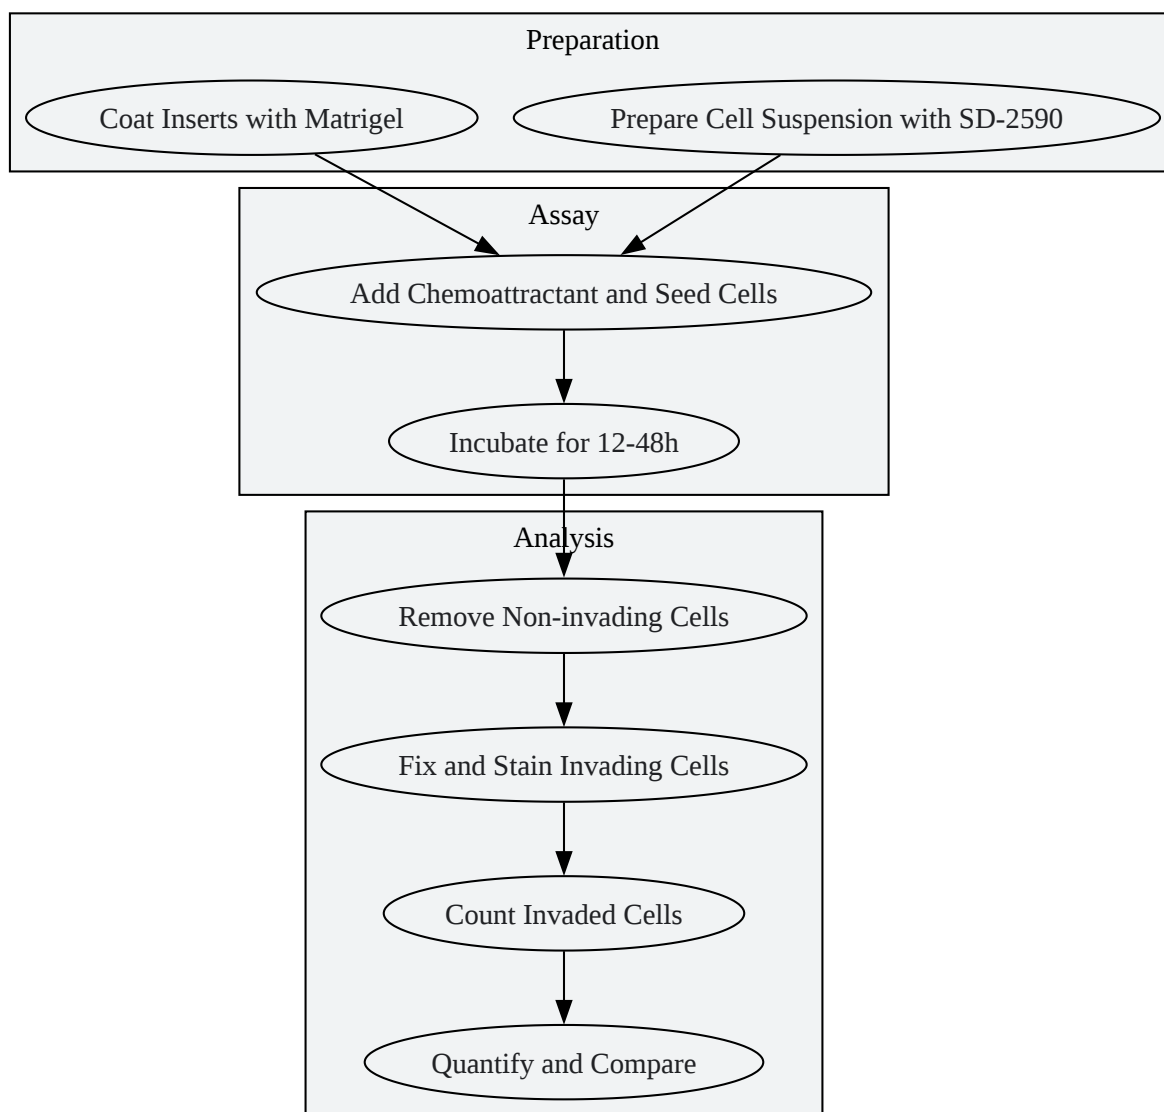 Preparation
Coat Inserts with Matrigel
Prepare Cell Suspension with SD-2590
Assay
Add Chemoattractant and Seed Cells
Incubate for 12-48h
Analysis
Remove Non-invading Cells
Fix and Stain Invading Cells
Count Invaded Cells
Quantify and Compare